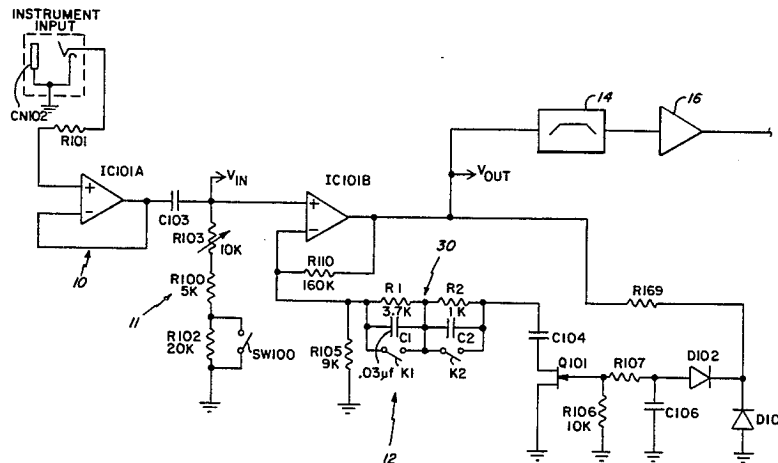 INSTRUMENT
INPUT
CN102
R101
IC101A
+
−
10
C103
VIN
R103
10K
R100
5K
11
R102
20K
SW100
IC101B
+
−
R110
160K
30
R1
3.7K
R2
1K
C1
C2
.03µf
K1
K2
R105
9K
12
14
16
VOUT
R169
C104
Q101
R107
D102
R106
10K
C106